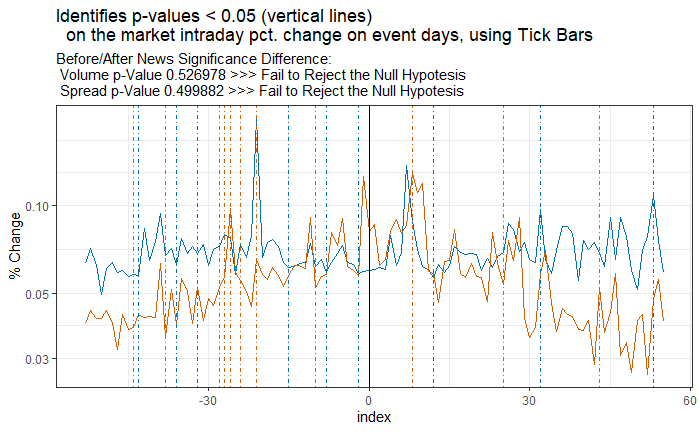 Identifies p-values < 0.05 (vertical lines)
on the market intraday pct. change on event days, using Tick Bars
Before/After News Significance Difference:
Volume p-Value 0.526978 >>> Fail to Reject the Null Hypotesis
Spread p-Value 0.499882 >>> Fail to Reject the Null Hypotesis
% Change
0.10
0.05
0.03
-30
0
30
60
index